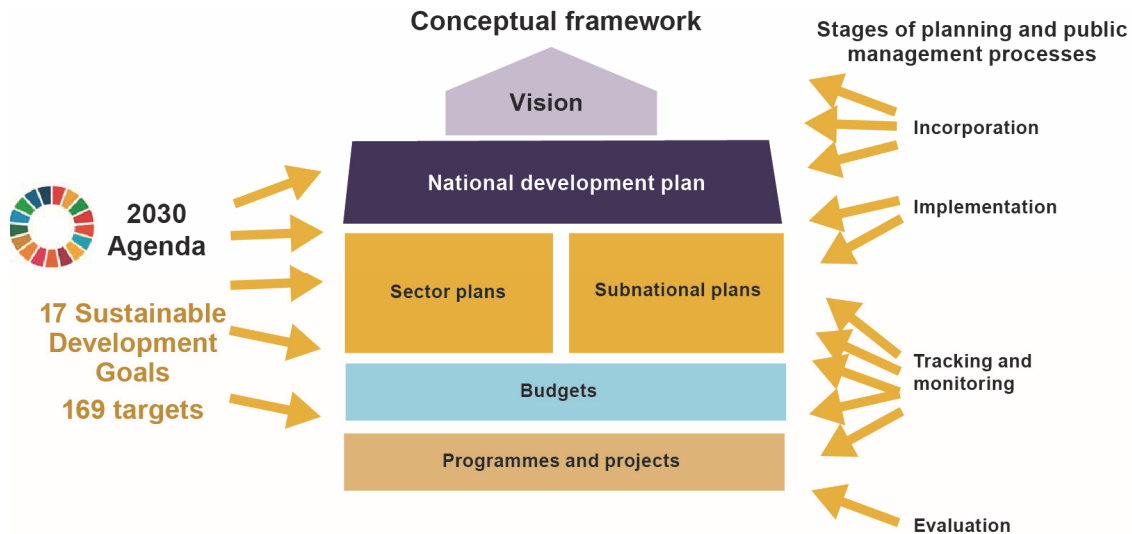 Conceptual framework
Stages of planning and public
management processes
Vision
Incorporation
National development plan
2030
Agenda
Implementation
Sector plans
Subnational plans
17 Sustainable
Development
Goals
169 targets
Tracking and
monitoring
Budgets
Programmes and projects
Evaluation